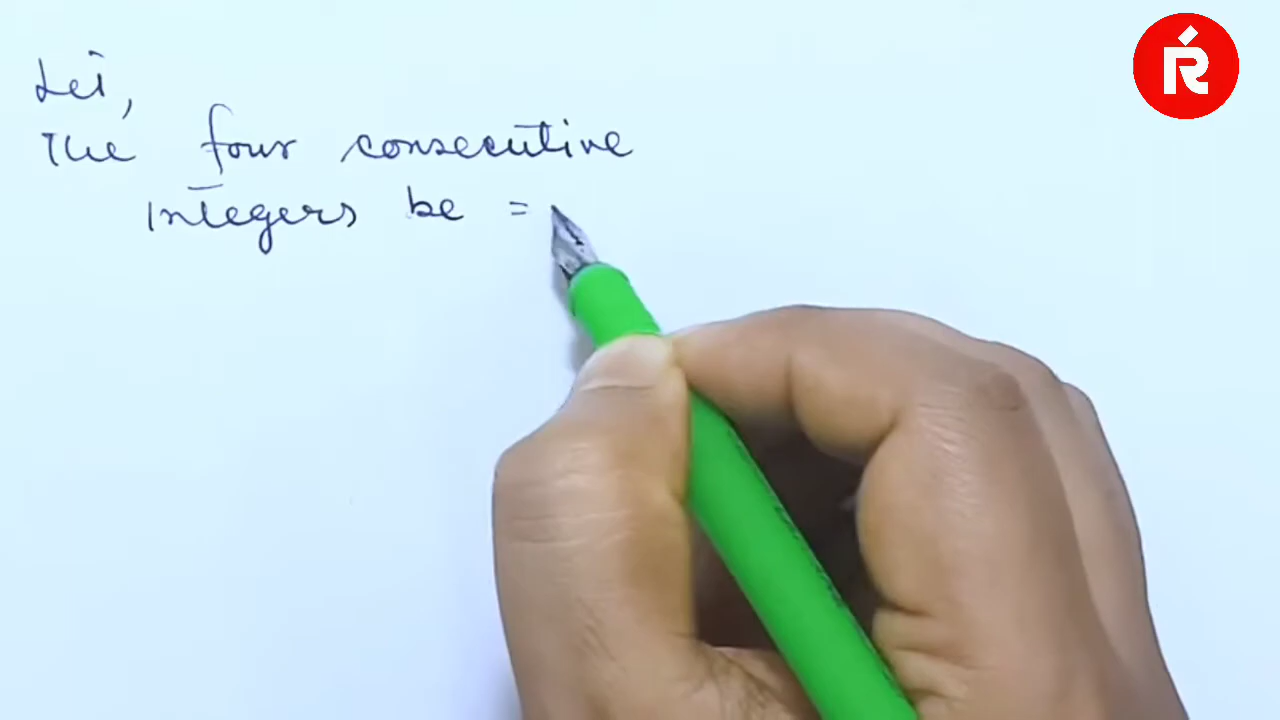 Let,
The four consecutive
integers be =
R